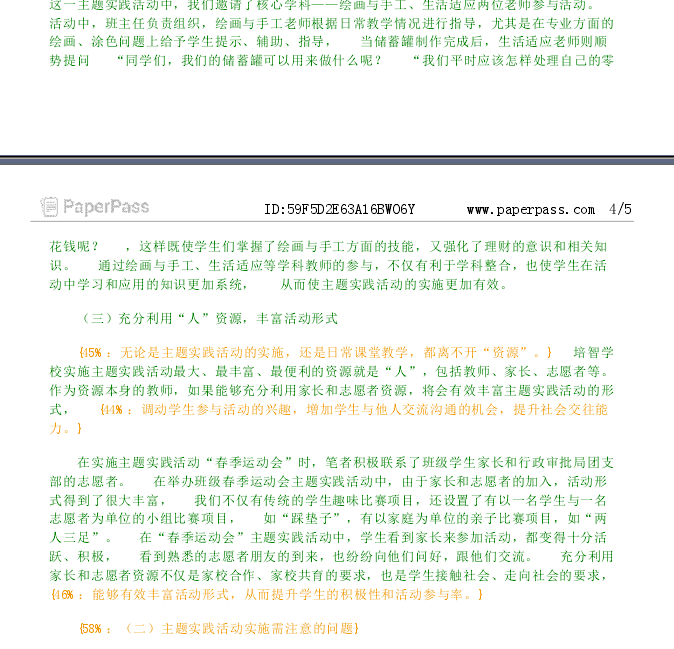 这一主题实践活动中，我们邀请了核心学科——绘画与手工、生活适应两位老师参与活动。
活动中，班主任负责组织，绘画与手工老师根据日常教学情况进行指导，尤其是在专业方面的
绘画、涂色问题上给予学生提示、辅助、指导， 当储蓄罐制作完成后，生活适应老师则顺
势提问 “同学们，我们的储蓄罐可以用来做什么呢？ “我们平时应该怎样处理自己的零
PaperPass ID:59F5D2E63A16BWO6Y www.paperpass.com 4/5
花钱呢？ ，这样既使学生们掌握了绘画与手工方面的技能，又强化了理财的意识和相关知
识。 通过绘画与手工、生活适应等学科教师的参与，不仅有利于学科整合，也使学生在活
动中学习和应用的知识更加系统， 从而使主题实践活动的实施更加有效。
（三）充分利用“人”资源，丰富活动形式
{45%：无论是主题实践活动的实施，还是日常课堂教学，都离不开“资源”。} 培智学
校实施主题实践活动最大、最丰富、最便利的资源就是“人”，包括教师、家长、志愿者等。
作为资源本身的教师，如果能够充分利用家长和志愿者资源，将会有效丰富主题实践活动的形
式， {44%：调动学生参与活动的兴趣，增加学生与他人交流沟通的机会，提升社会交往能
力。}
在实施主题实践活动“春季运动会”时，笔者积极联系了班级学生家长和行政审批局团支
部的志愿者。 在举办班级春季运动会主题实践活动中，由于家长和志愿者的加入，活动形
式得到了很大丰富， 我们不仅有传统的学生趣味比赛项目，还设置了有以一名学生与一名
志愿者为单位的小组比赛项目， 如“踩垫子”，有以家庭为单位的亲子比赛项目，如“两
人三足”。 在“春季运动会”主题实践活动中，学生看到家长来参加活动，都变得十分活
跃、积极， 看到熟悉的志愿者朋友的到来，也纷纷向他们问好，跟他们交流。 充分利用
家长和志愿者资源不仅是家校合作、家校共育的要求，也是学生接触社会、走向社会的要求，
{46%：能够有效丰富活动形式，从而提升学生的积极性和活动参与率。}
{58%：（二）主题实践活动实施需注意的问题}